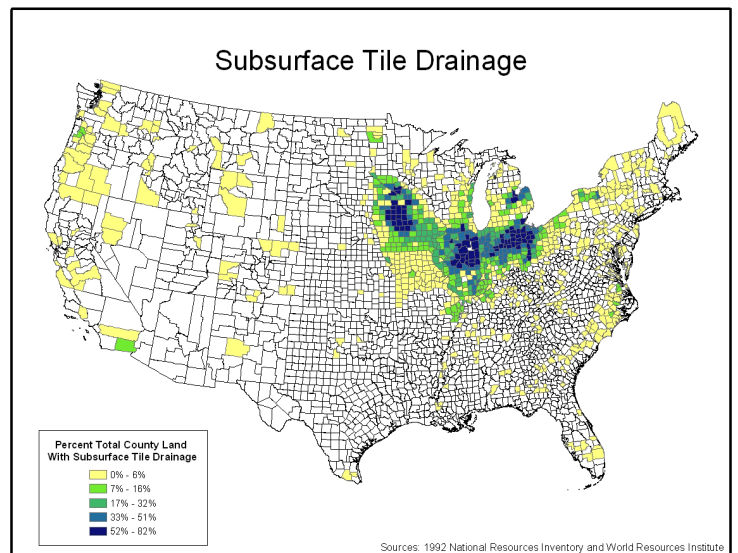 Subsurface Tile Drainage
Percent Total County Land
With Subsurface Tile Drainage
0% - 6%
7% - 16%
17% - 32%
33% - 51%
52% - 82%
Sources: 1992 National Resources Inventory and World Resources Institute